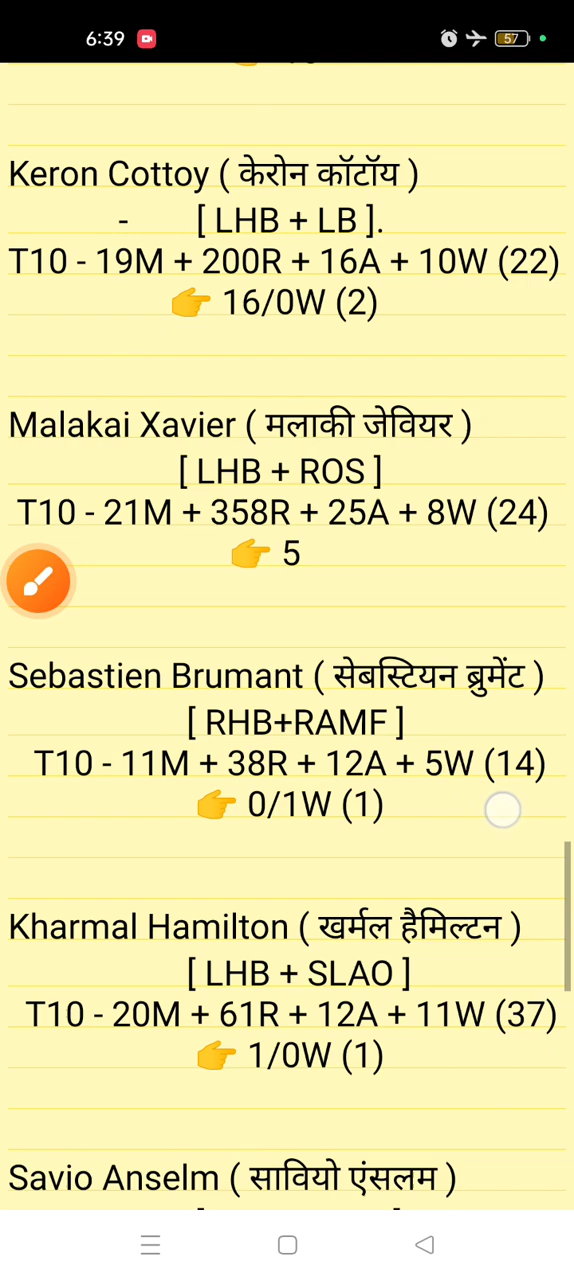 6:39
57
Keron Cottoy ( केरोन कॉटॉय )
- [ LHB + LB ].
T10 - 19M + 200R + 16A + 10W (22)
👉 16/0W (2)
Malakai Xavier ( मलाकी जेवियर )
[ LHB + ROS ]
T10 - 21M + 358R + 25A + 8W (24)
👉 5
Sebastien Brumant ( सेबस्टियन ब्रुमेंट )
[ RHB+RAMF ]
T10 - 11M + 38R + 12A + 5W (14)
👉 0/1W (1)
Kharmal Hamilton ( खर्मल हैमिल्टन )
[ LHB + SLAO ]
T10 - 20M + 61R + 12A + 11W (37)
👉 1/0W (1)
Savio Anselm ( सावियो एंसलम )